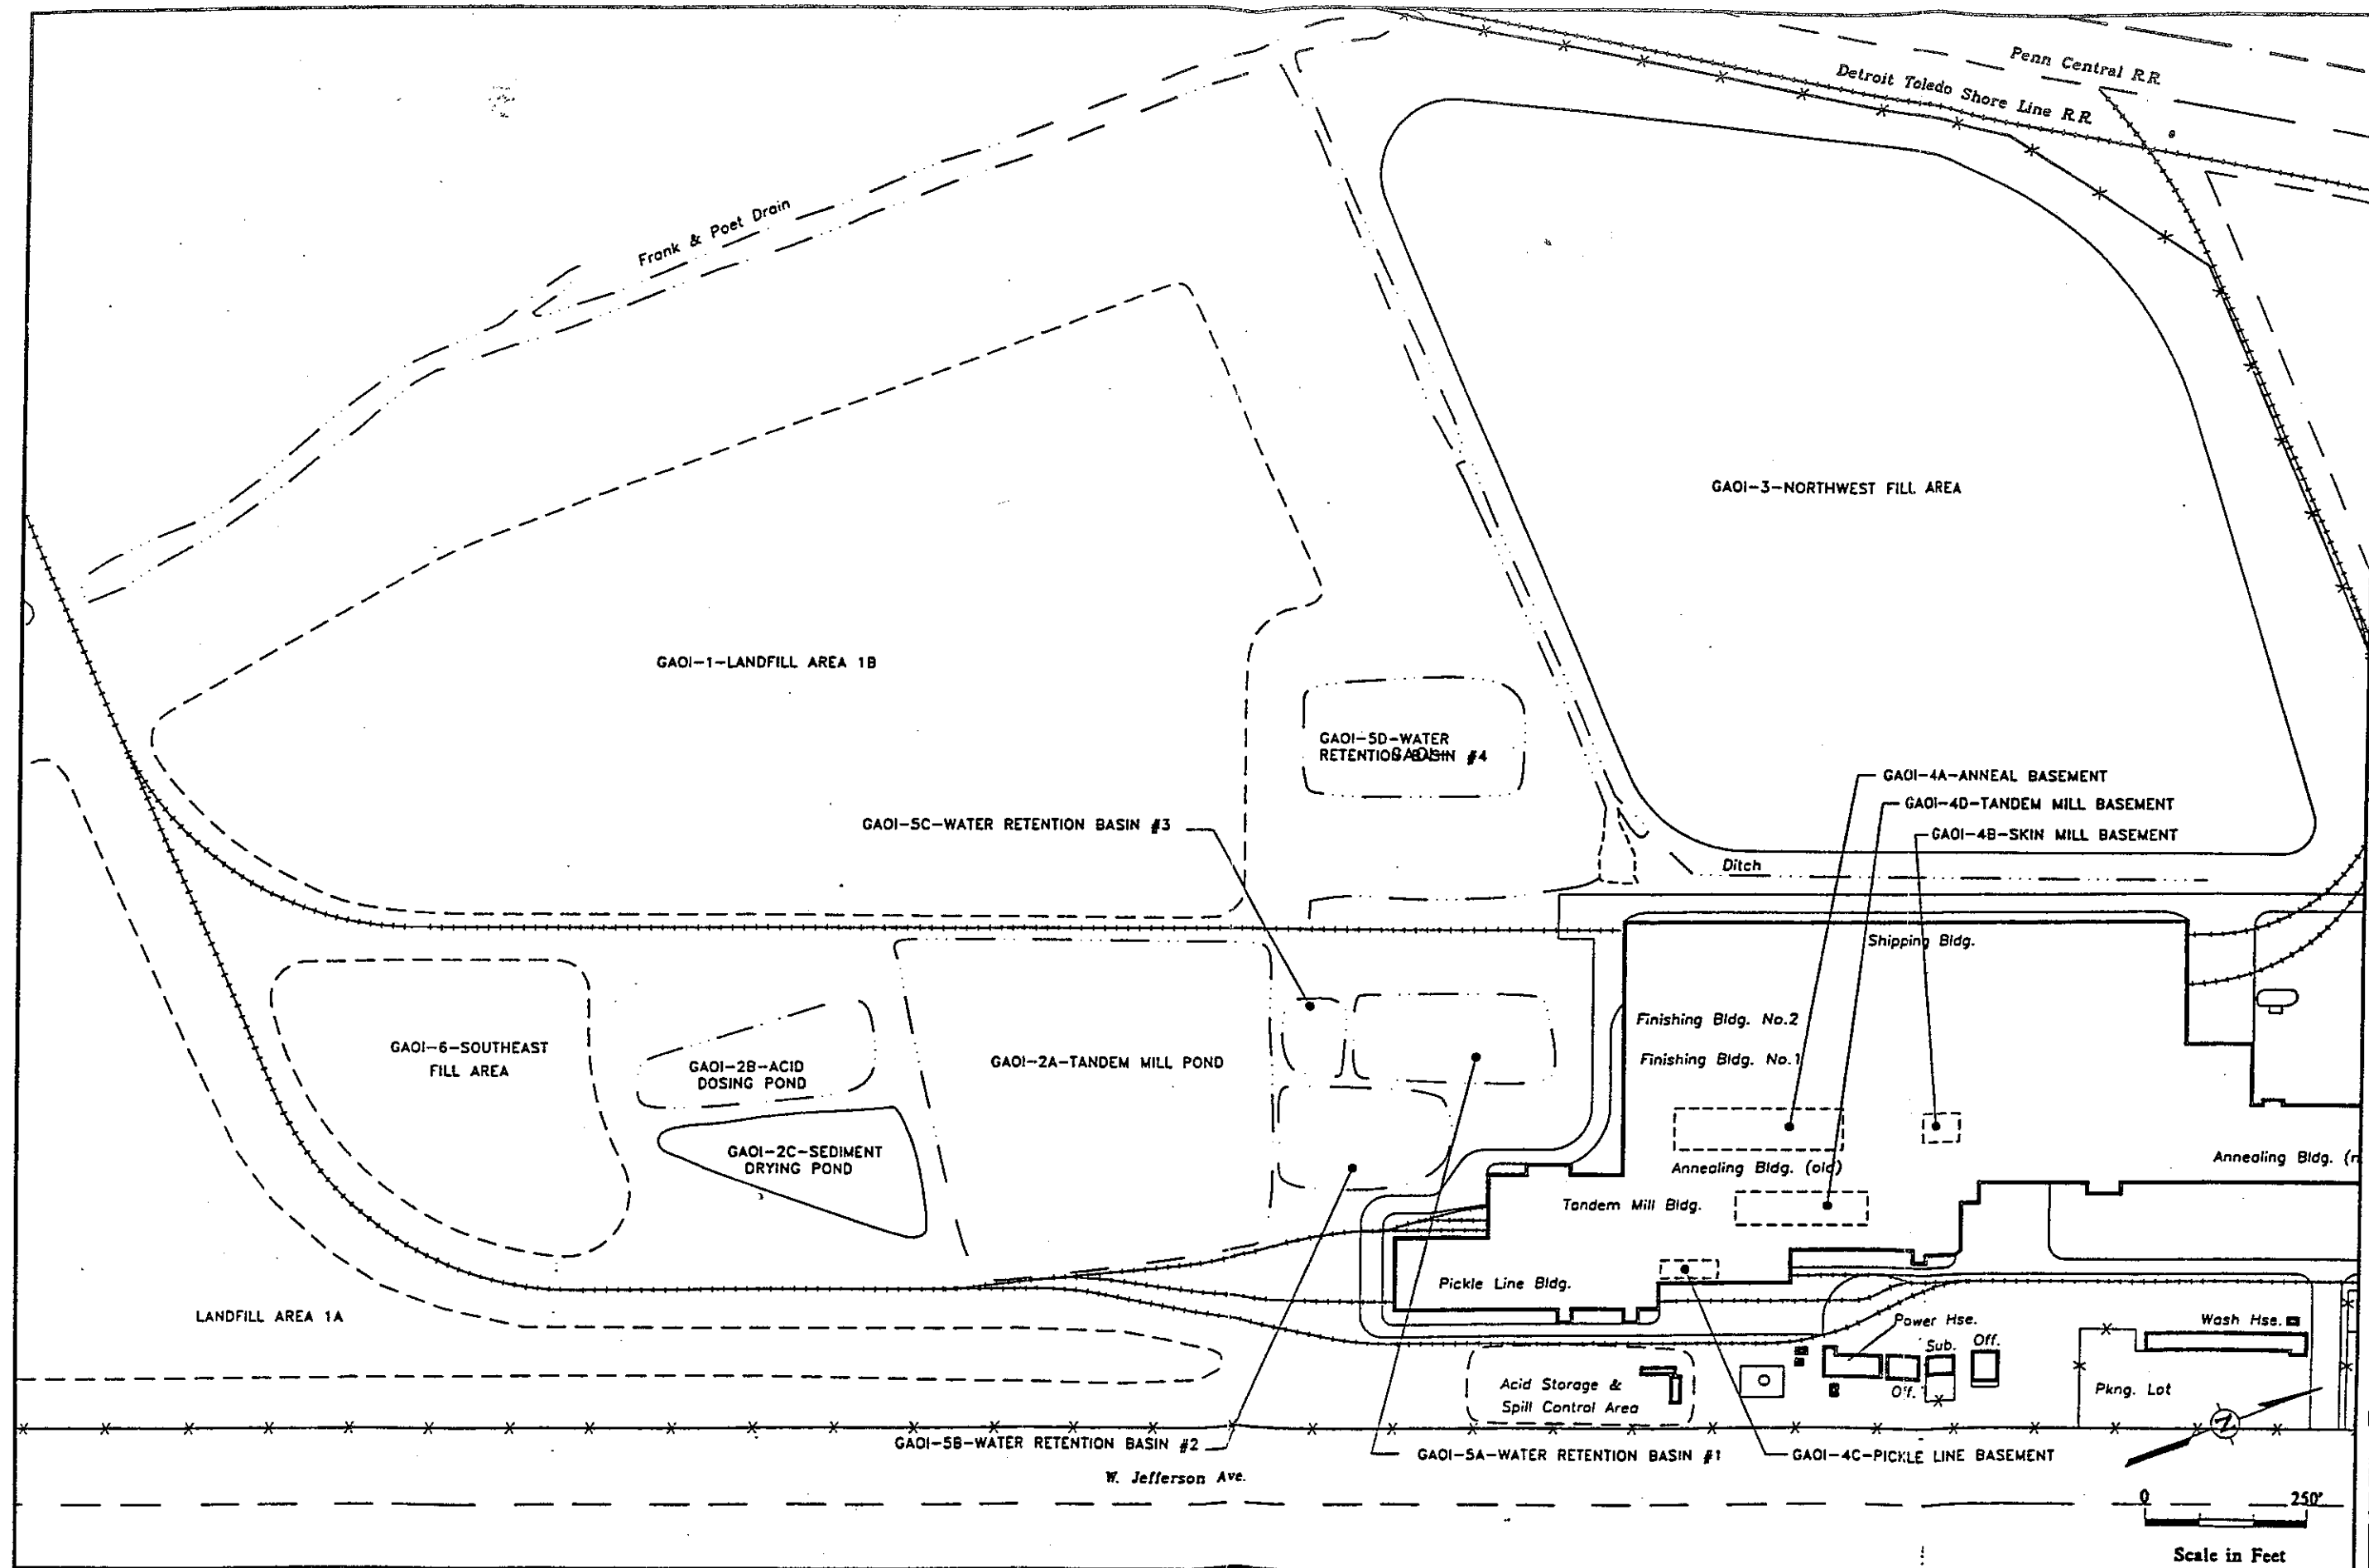 Penn Central R.R.
Detroit Toledo Shore Line R.R.
Frank & Poet Drain
GAOI-3-NORTHWEST FILL AREA
GAOI-1-LANDFILL AREA 1B
GAOI-5D-WATER
RETENTION BASIN #4
GAOI-4A-ANNEAL BASEMENT
GAOI-4D-TANDEM MILL BASEMENT
GAOI-5C-WATER RETENTION BASIN #3
GAOI-4B-SKIN MILL BASEMENT
Ditch
Shipping Bldg.
Finishing Bldg. No.2
GAOI-6-SOUTHEAST
FILL AREA
GAOI-2B-ACID
DOSING POND
GAOI-2A-TANDEM MILL POND
Finishing Bldg. No.1
GAOI-2C-SEDIMENT
DRYING POND
Annealing Bldg. (old)
Annealing Bldg. (n
Tandem Mill Bldg.
Pickle Line Bldg.
LANDFILL AREA 1A
Power Hse.
Wash Hse.
Sub.
Off.
Acid Storage &
Spill Control Area
Off.
Pkng. Lot
GAOI-5B-WATER RETENTION BASIN #2
GAOI-5A-WATER RETENTION BASIN #1
GAOI-4C-PICKLE LINE BASEMENT
N
W. Jefferson Ave.
0 250'
Scale in Feet